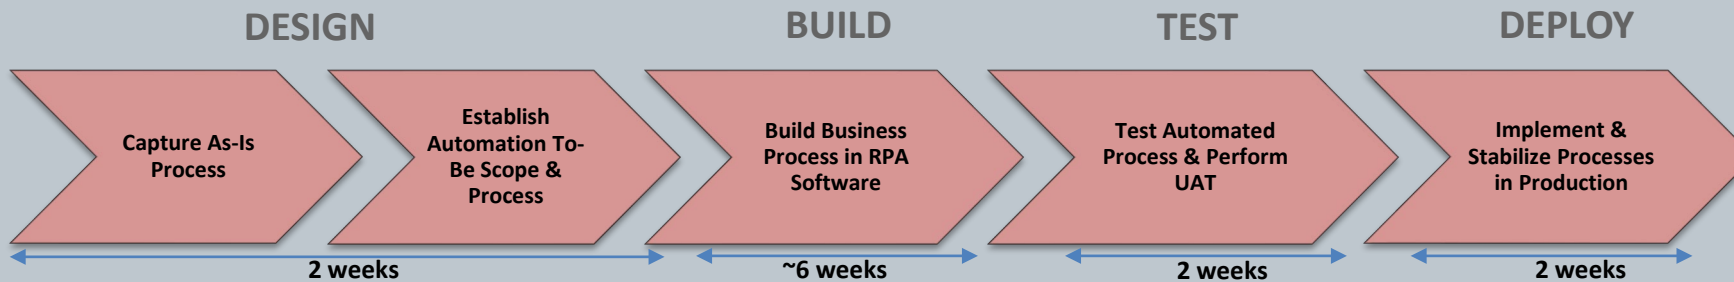 DESIGN
BUILD
TEST
DEPLOY
Capture As-Is
Process
Establish
Automation To-
Be Scope &
Process
Build Business
Process in RPA
Software
Test Automated
Process & Perform
UAT
Implement &
Stabilize Processes
in Production
2 weeks
~6 weeks
2 weeks
2 weeks